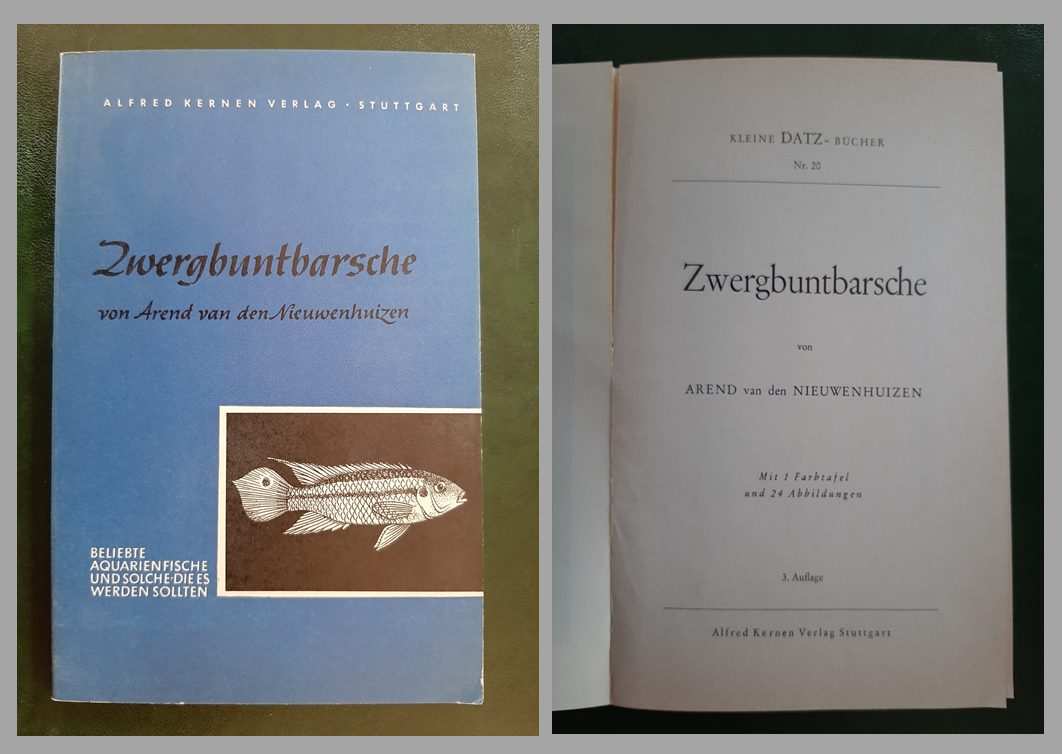 ALFRED KERNEN VERLAG · STUTTGART
Zwergbuntbarsche
von Arend van den Nieuwenhuizen
BELIEBTE
AQUARIENFISCHE
UND SOLCHE·DIE ES
WERDEN SOLLTEN
KLEINE DATZ- BÜCHER
Nr. 20
Zwergbuntbarsche
von
AREND van den NIEUWENHUIZEN
Mit 1 Farbtafel
und 24 Abbildungen
3. Auflage
Alfred Kernen Verlag Stuttgart